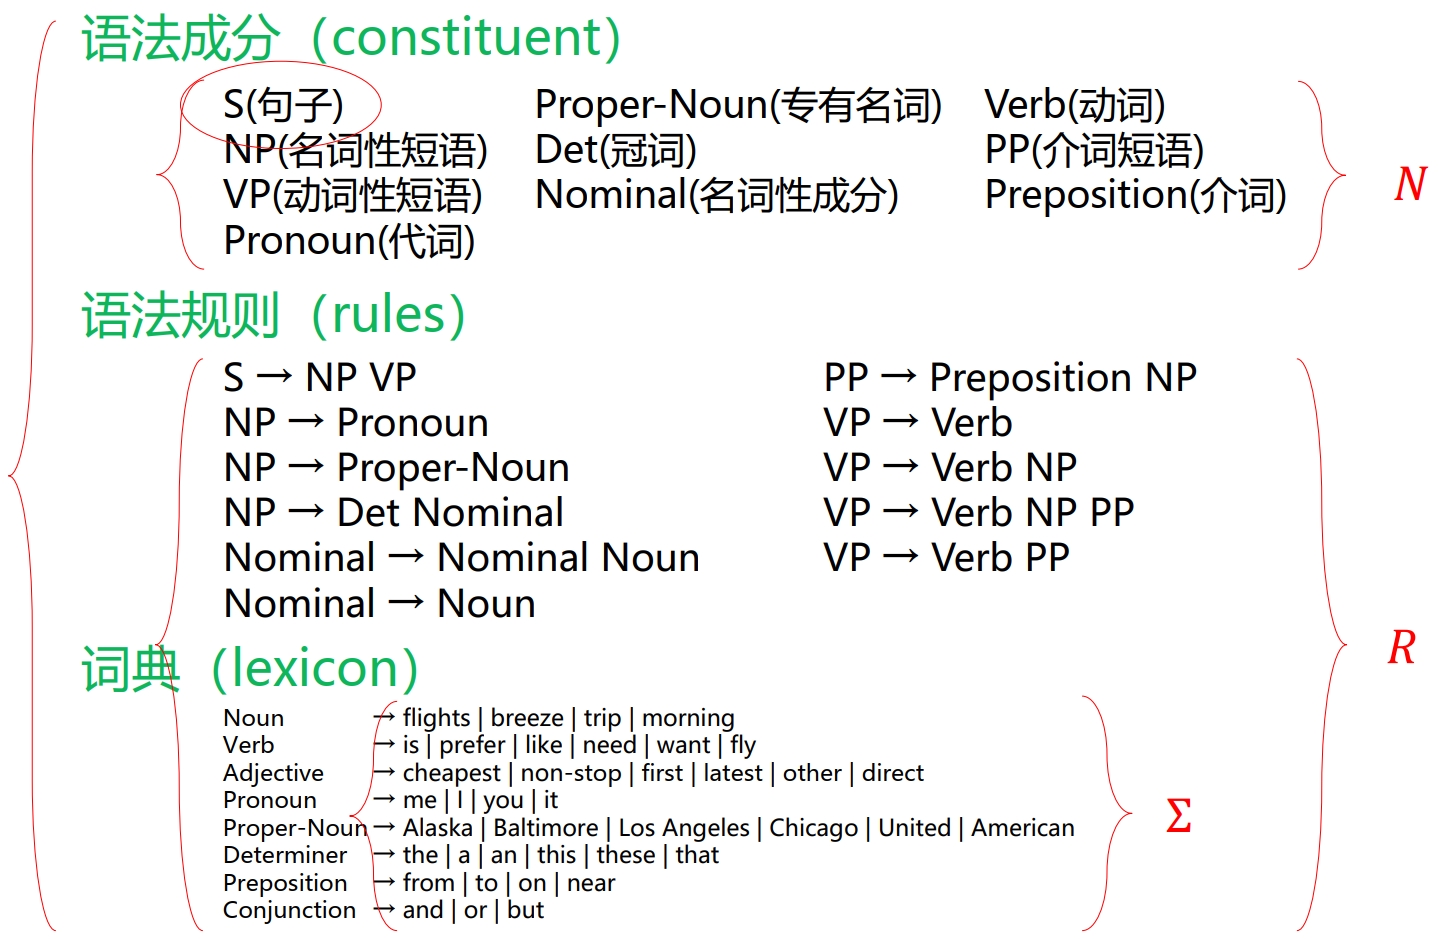 语法成分（constituent）
S(句子) Proper-Noun(专有名词) Verb(动词)
NP(名词性短语) Det(冠词) PP(介词短语)
VP(动词性短语) Nominal(名词性成分) Preposition(介词)
Pronoun(代词)
N
语法规则（rules）
S → NP VP PP → Preposition NP
NP → Pronoun VP → Verb
NP → Proper-Noun VP → Verb NP
NP → Det Nominal VP → Verb NP PP
Nominal → Nominal Noun VP → Verb PP
Nominal → Noun
R
词典（lexicon）
Noun → flights | breeze | trip | morning
Verb → is | prefer | like | need | want | fly
Adjective → cheapest | non-stop | first | latest | other | direct
Pronoun → me | I | you | it
Proper-Noun → Alaska | Baltimore | Los Angeles | Chicago | United | American
Determiner → the | a | an | this | these | that
Preposition → from | to | on | near
Conjunction → and | or | but
Σ